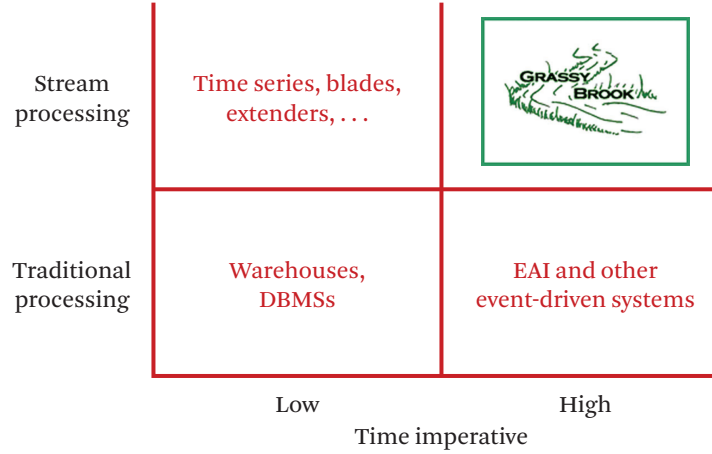 Stream
processing
Time series, blades,
extenders, . . .
GRASSY
BROOK
Traditional
processing
Warehouses,
DBMSs
EAI and other
event-driven systems
Low
High
Time imperative